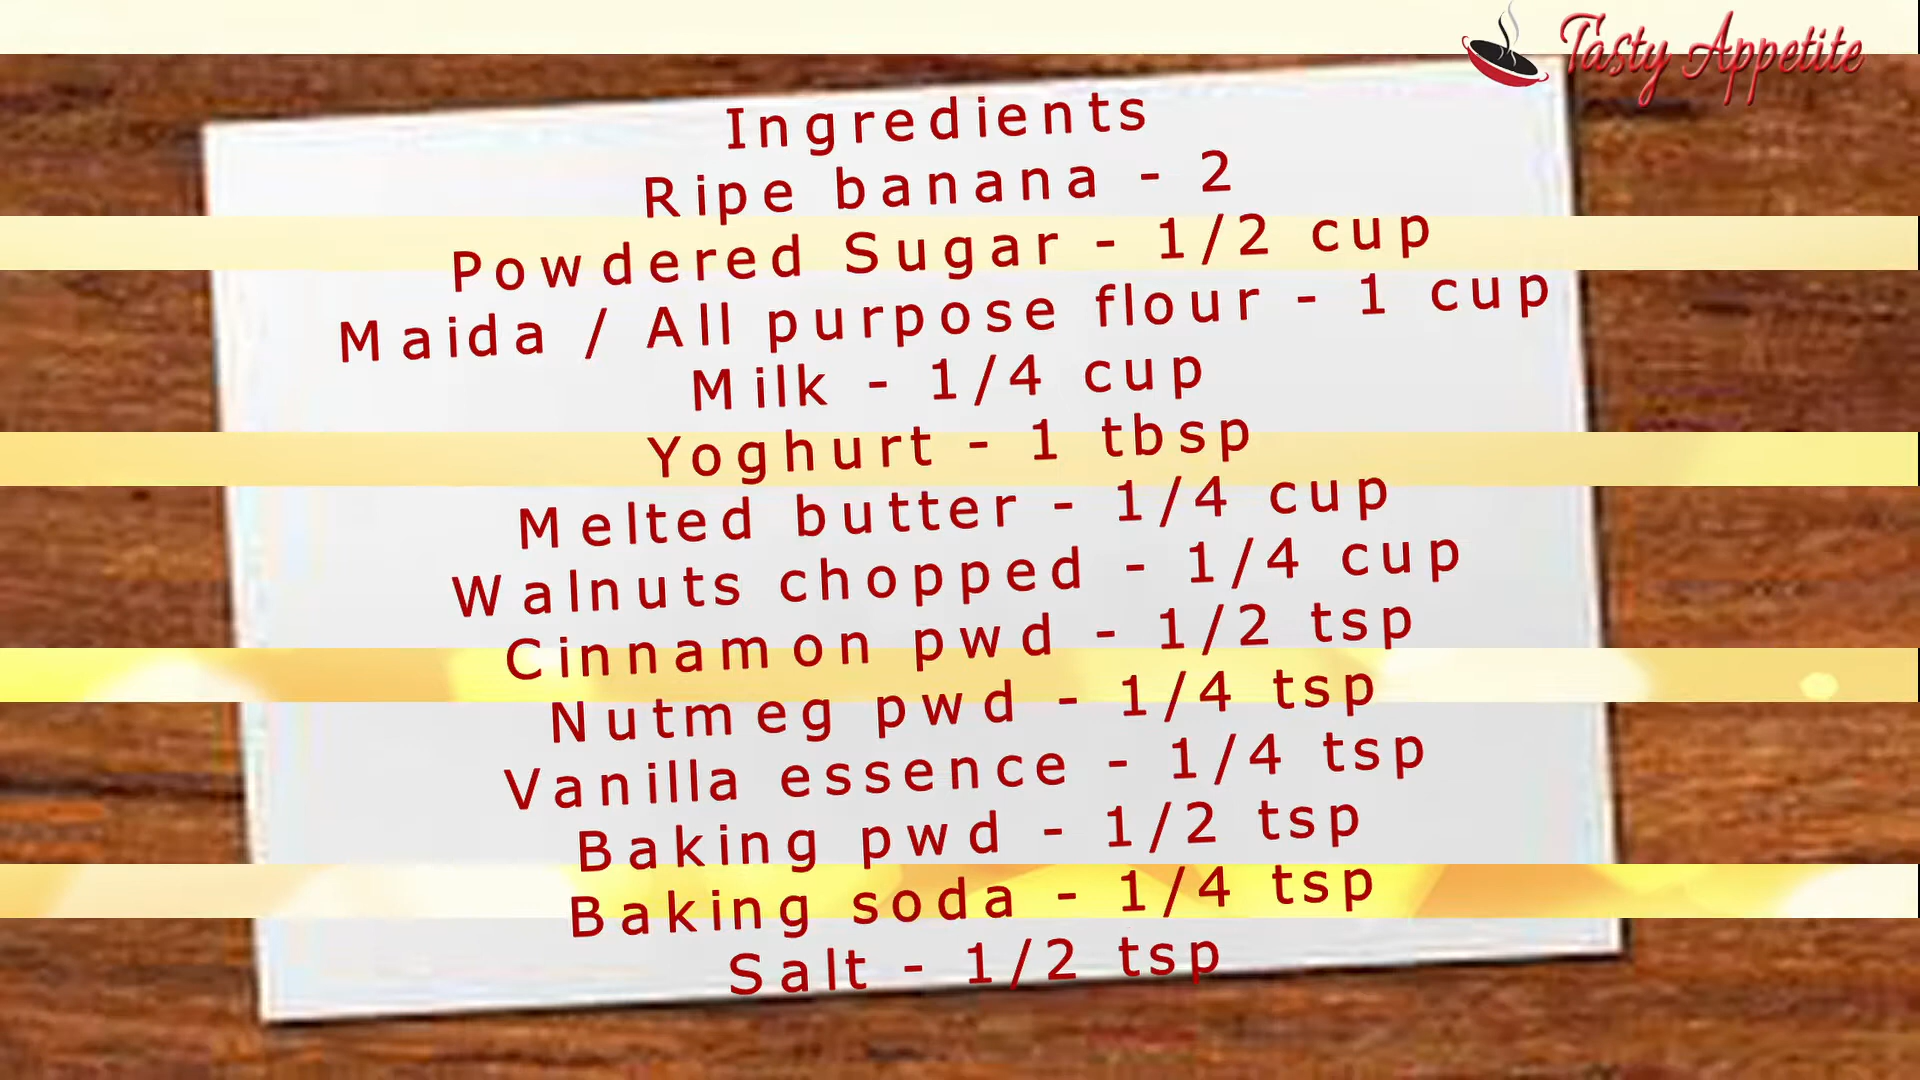 Tasty Appetite
Ingredients
Ripe banana - 2
Powdered Sugar - 1/2 cup
Maida / All purpose flour - 1 cup
Milk - 1/4 cup
Yoghurt - 1 tbsp
Melted butter - 1/4 cup
Walnuts chopped - 1/4 cup
Cinnamon pwd - 1/2 tsp
Nutmeg pwd - 1/4 tsp
Vanilla essence - 1/4 tsp
Baking pwd - 1/2 tsp
Baking soda - 1/4 tsp
Salt - 1/2 tsp